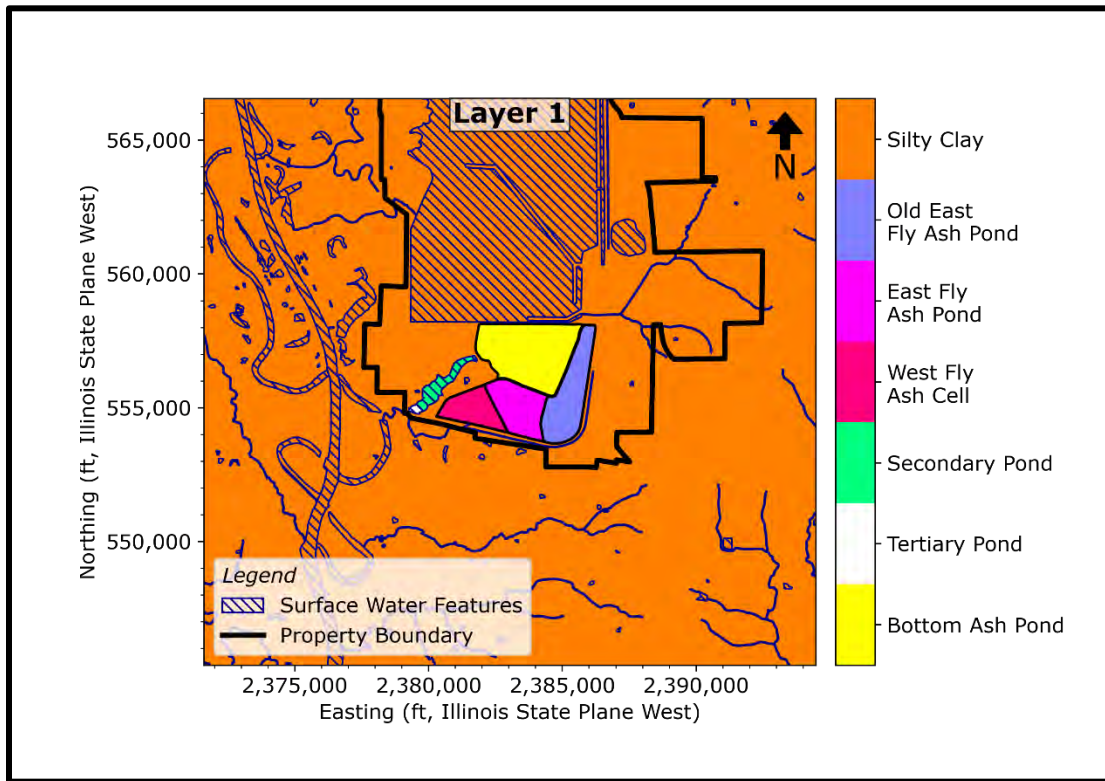 Layer 1
N
565,000
560,000
555,000
550,000
Northing (ft, Illinois State Plane West)
2,375,000
2,380,000
2,385,000
2,390,000
Easting (ft, Illinois State Plane West)
Legend
Surface Water Features
Property Boundary
Silty Clay
Old East
Fly Ash Pond
East Fly
Ash Pond
West Fly
Ash Cell
Secondary Pond
Tertiary Pond
Bottom Ash Pond